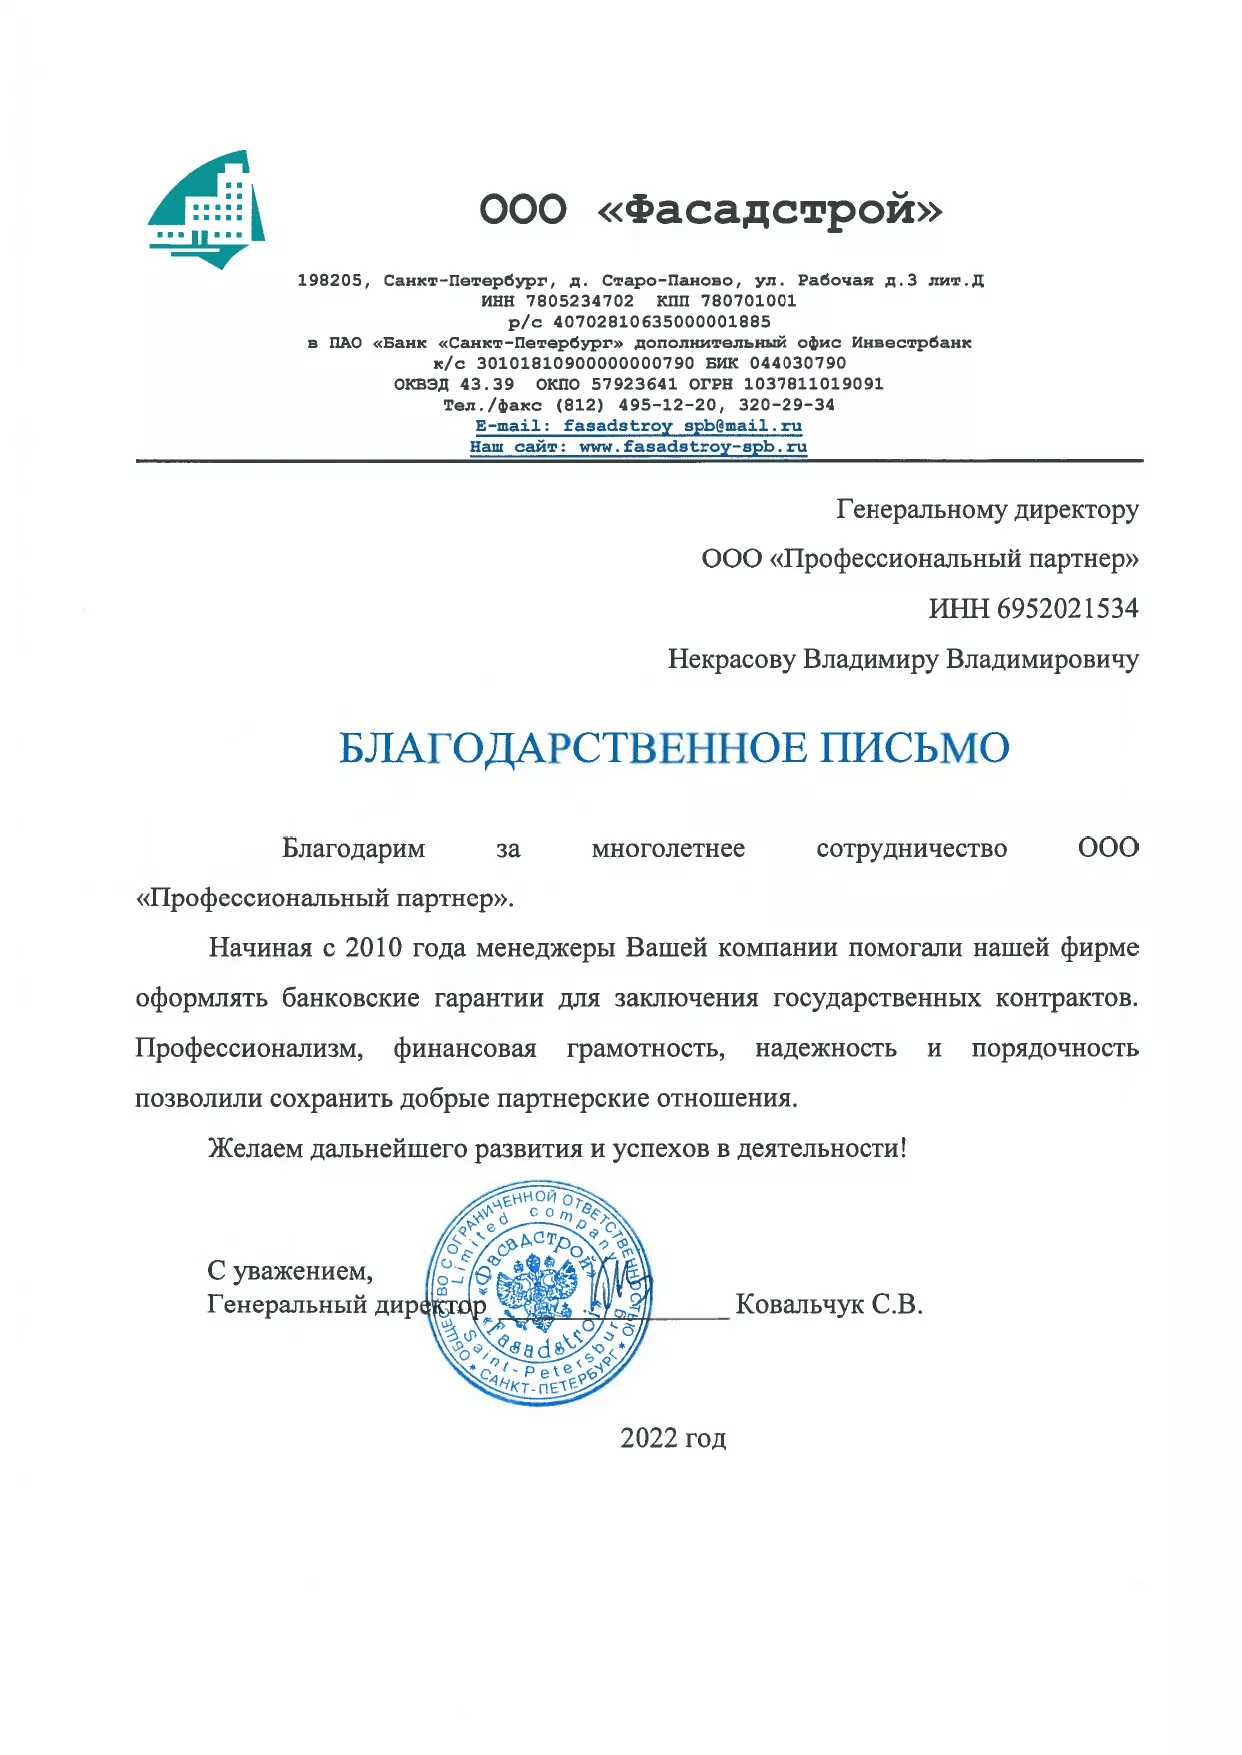 ООО «Фасадстрой»
198205, Санкт-Петербург, д. Старо-Паново, ул. Рабочая д.3 лит.Д
ИНН 7805234702 КПП 780701001
р/с 40702810635000001885
в ПАО «Банк «Санкт-Петербург» дополнительный офис Инвестрбанк
к/с 30101810900000000790 БИК 044030790
ОКВЭД 43.39 ОКПО 57923641 ОГРН 1037811019091
Тел./факс (812) 495-12-20, 320-29-34
E-mail: fasadstroy_spb@mail.ru
Наш сайт: www.fasadstroy-spb.ru
Генеральному директору
ООО «Профессиональный партнер»
ИНН 6952021534
Некрасову Владимиру Владимировичу
БЛАГОДАРСТВЕННОЕ ПИСЬМО
Благодарим за многолетнее сотрудничество ООО
«Профессиональный партнер».
Начиная с 2010 года менеджеры Вашей компании помогали нашей фирме
оформлять банковские гарантии для заключения государственных контрактов.
Профессионализм, финансовая грамотность, надежность и порядочность
позволили сохранить добрые партнерские отношения.
Желаем дальнейшего развития и успехов в деятельности!
С уважением,
Генеральный директор Ковальчук С.В.
ОБЩЕСТВО С ОГРАНИЧЕННОЙ ОТВЕТСТВЕННОСТЬЮ
* САНКТ-ПЕТЕРБУРГ *
Limited company
Saint-Petersburg
«Фасадстрой»
«fasadstroi»
2022 год